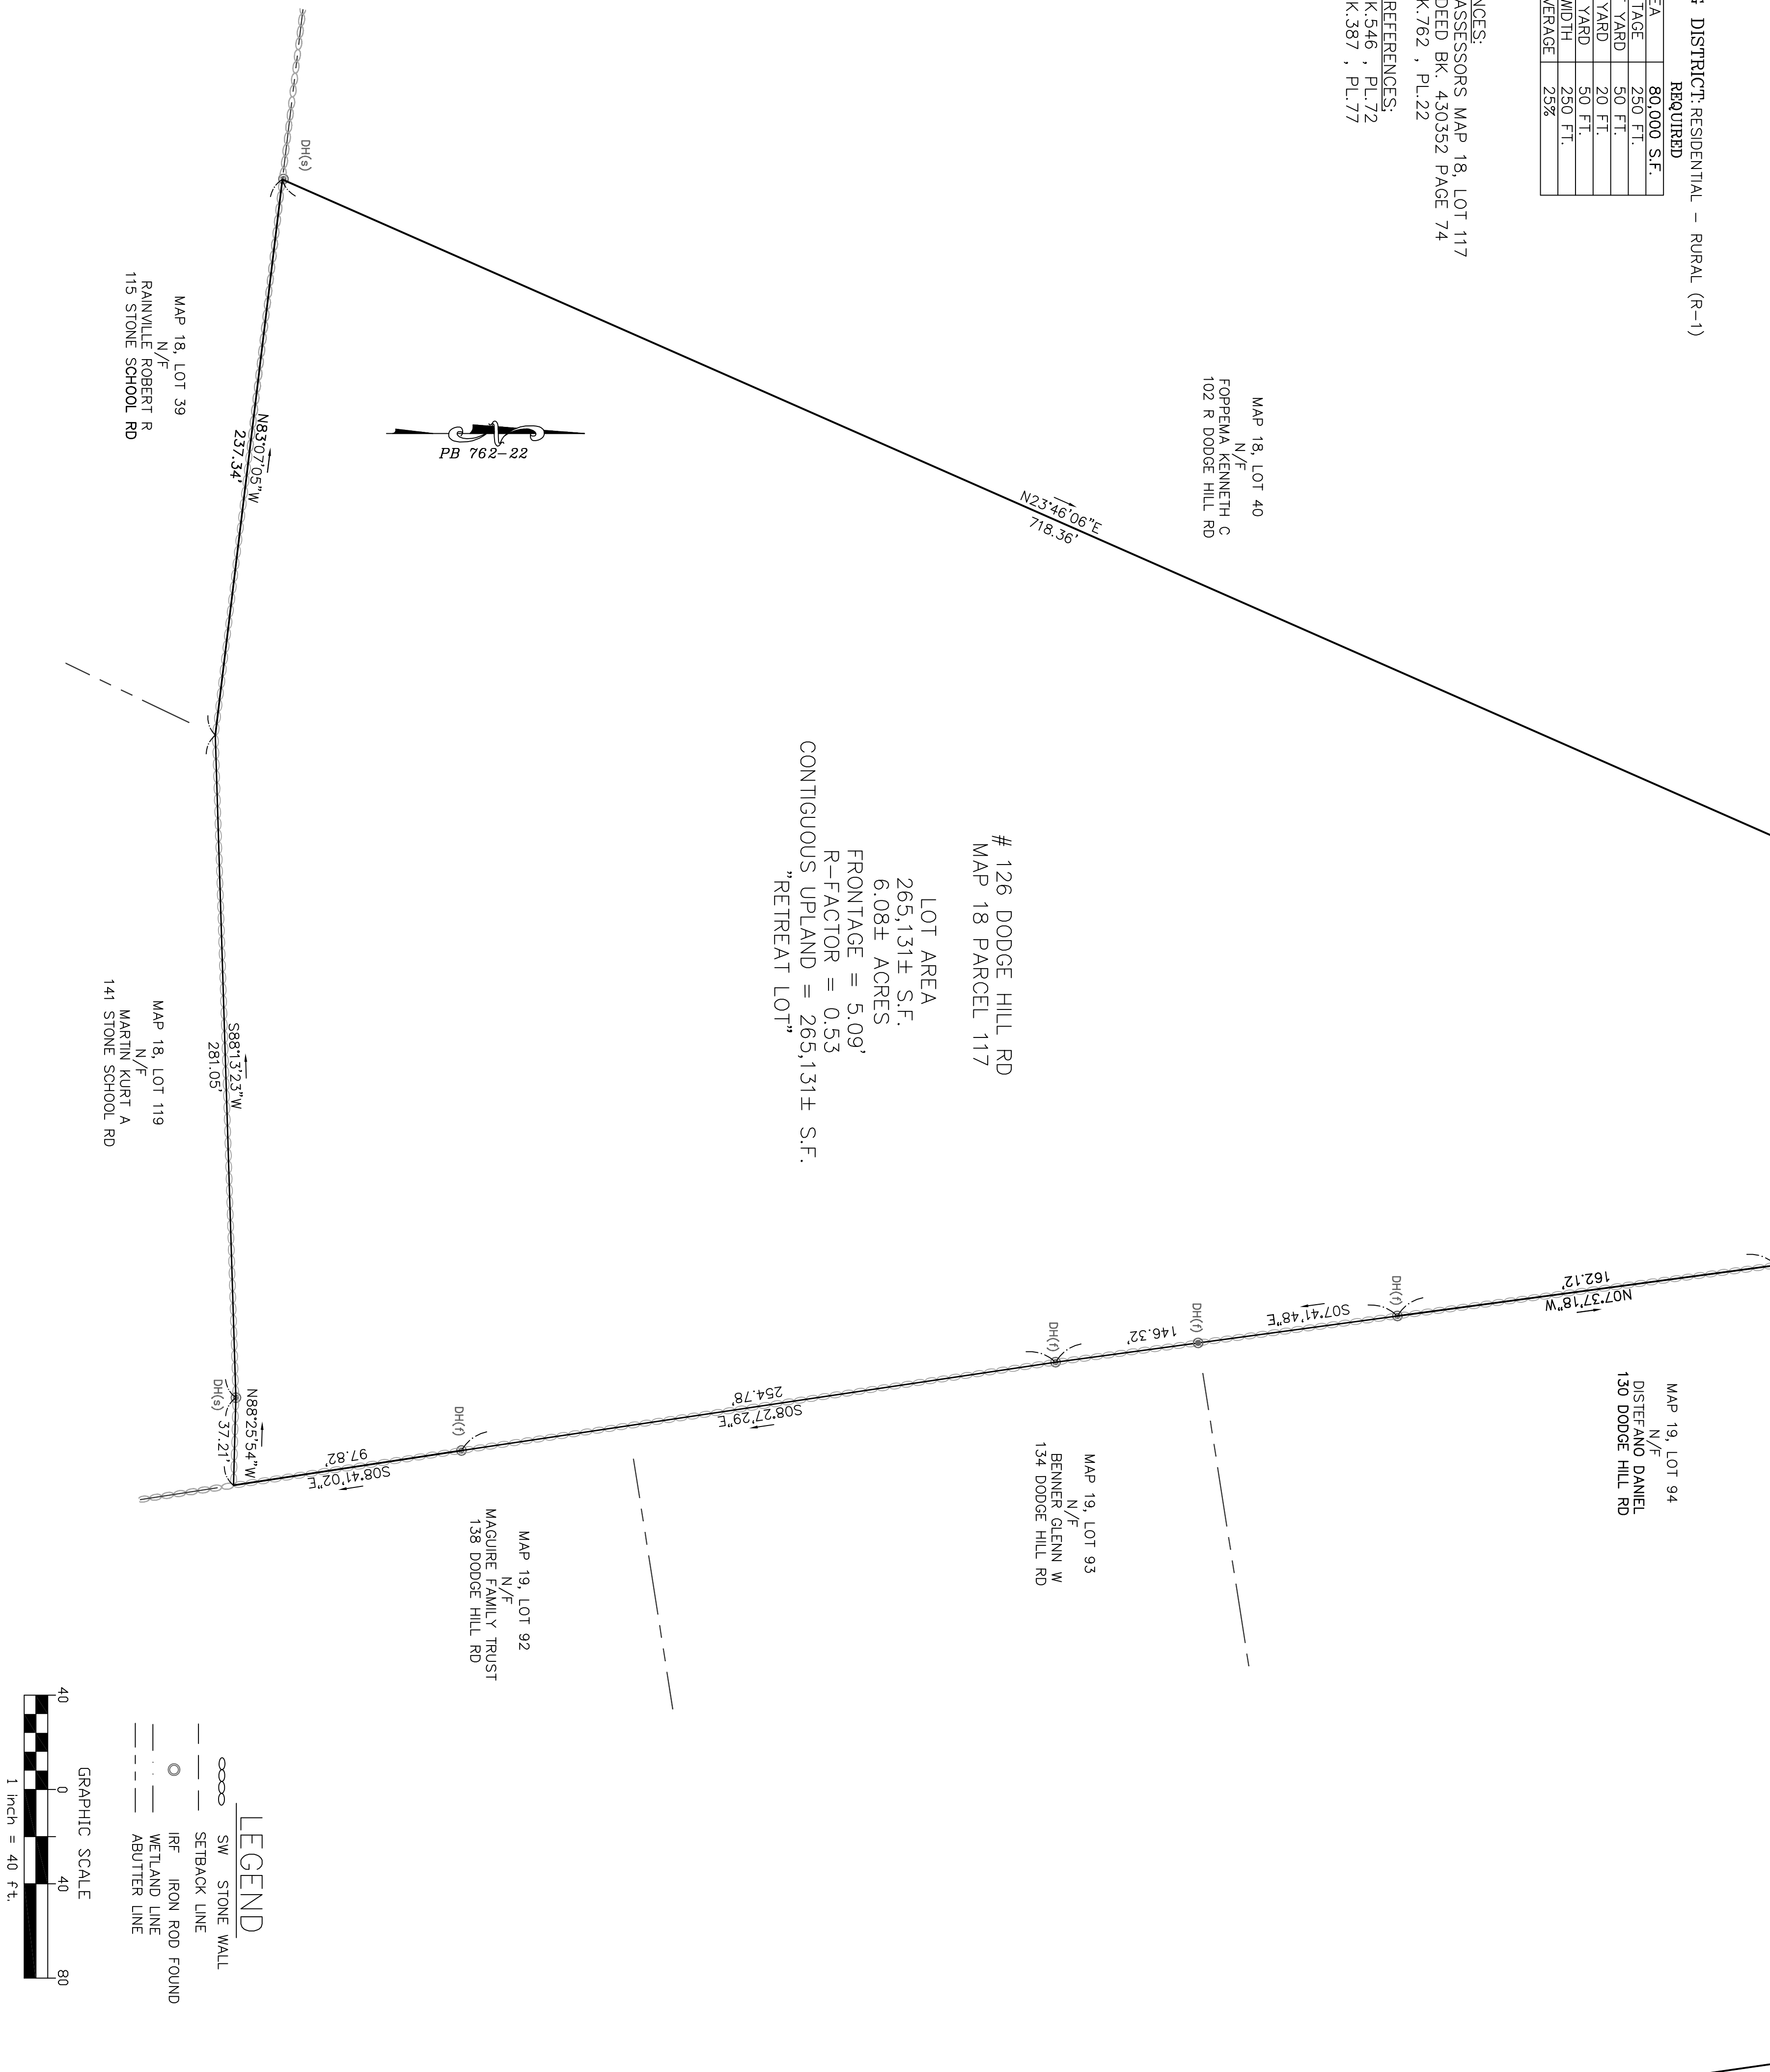 DISTRICT: RESIDENTIAL - RURAL (R-1)
REQUIRED
80,000 S.F.
250 FT.
YARD 50 FT.
YARD 20 FT.
YARD 50 FT.
250 FT.
25%
ASSESSORS MAP 18, LOT 117
DEED BK. 430352 PAGE 74
K.762 , PL.22
REFERENCES:
K.546 , PL.72
K.387 , PL.77
MAP 18, LOT 40
N/F
FOPPEMA KENNETH C
102 R DODGE HILL RD
N23°46'06"E
718.36'
DH(s)
PB 762-22
N83°07'05"W
237.34'
MAP 18, LOT 39
N/F
RAINVILLE ROBERT R
115 STONE SCHOOL RD
# 126 DODGE HILL RD
MAP 18 PARCEL 117
LOT AREA
265,131± S.F.
6.08± ACRES
FRONTAGE = 5.09'
R-FACTOR = 0.53
CONTIGUOUS UPLAND = 265,131± S.F.
"RETREAT LOT"
S88°13'23"W
281.05'
MAP 18, LOT 119
N/F
MARTIN KURT A
141 STONE SCHOOL RD
N07°37'18"W
162.12'
DH(f)
S07°41'48"E
146.32'
DH(f)
DH(f)
S08°27'29"E
254.78'
DH(f)
S08°41'02"E
97.82'
N88°25'54"W
37.21'
DH(s)
MAP 19, LOT 94
N/F
DISTEFANO DANIEL
130 DODGE HILL RD
MAP 19, LOT 93
N/F
BENNER GLENN W
134 DODGE HILL RD
MAP 19, LOT 92
N/F
MAGUIRE FAMILY TRUST
138 DODGE HILL RD
LEGEND
SW STONE WALL
SETBACK LINE
IRF IRON ROD FOUND
WETLAND LINE
ABUTTER LINE
GRAPHIC SCALE
40 0 40 80
1 inch = 40 ft.